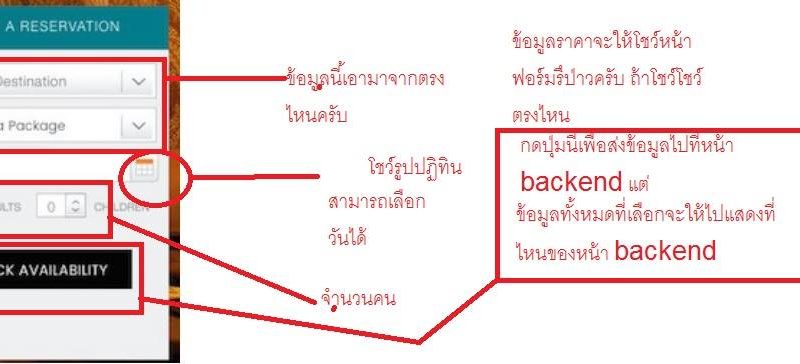 A RESERVATION
Destination
a Package
0
CHILDREN
CK AVAILABILITY
ข้อมูลนี้เอามาจากตรง
ไหนครับ
โชว์รูปปฏิทิน
สามารถเลือก
วันได้
จำนวนคน
ข้อมูลราคาจะให้โชว์หน้า
ฟอร์มรึป่าวครับ ถ้าโชว์โชว์
ตรงไหน
กดปุ่มนี้เพื่อส่งข้อมูลไปที่หน้า
backend แต่
ข้อมูลทั้งหมดที่เลือกจะให้ไปแสดงที่
ไหนของหน้า backend